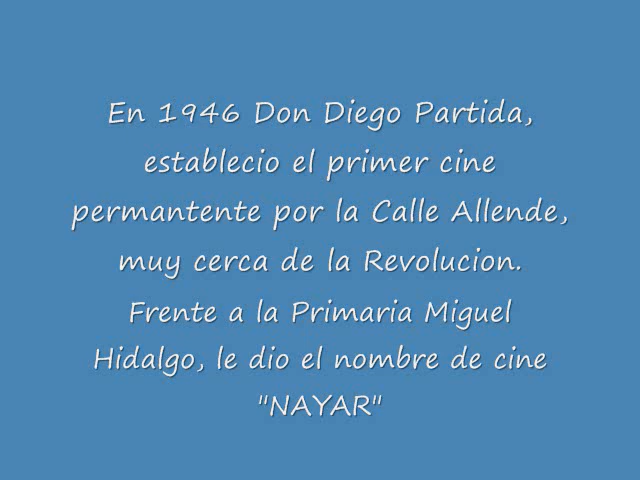 En 1946 Don Diego Partida,
establecio el primer cine
permantente por la Calle Allende,
muy cerca de la Revolucion.
Frente a la Primaria Miguel
Hidalgo, le dio el nombre de cine
"NAYAR"